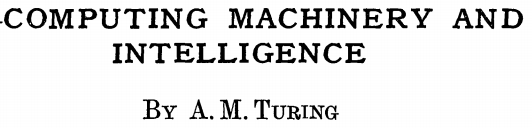 COMPUTING MACHINERY AND
INTELLIGENCE
BY A. M. TURING